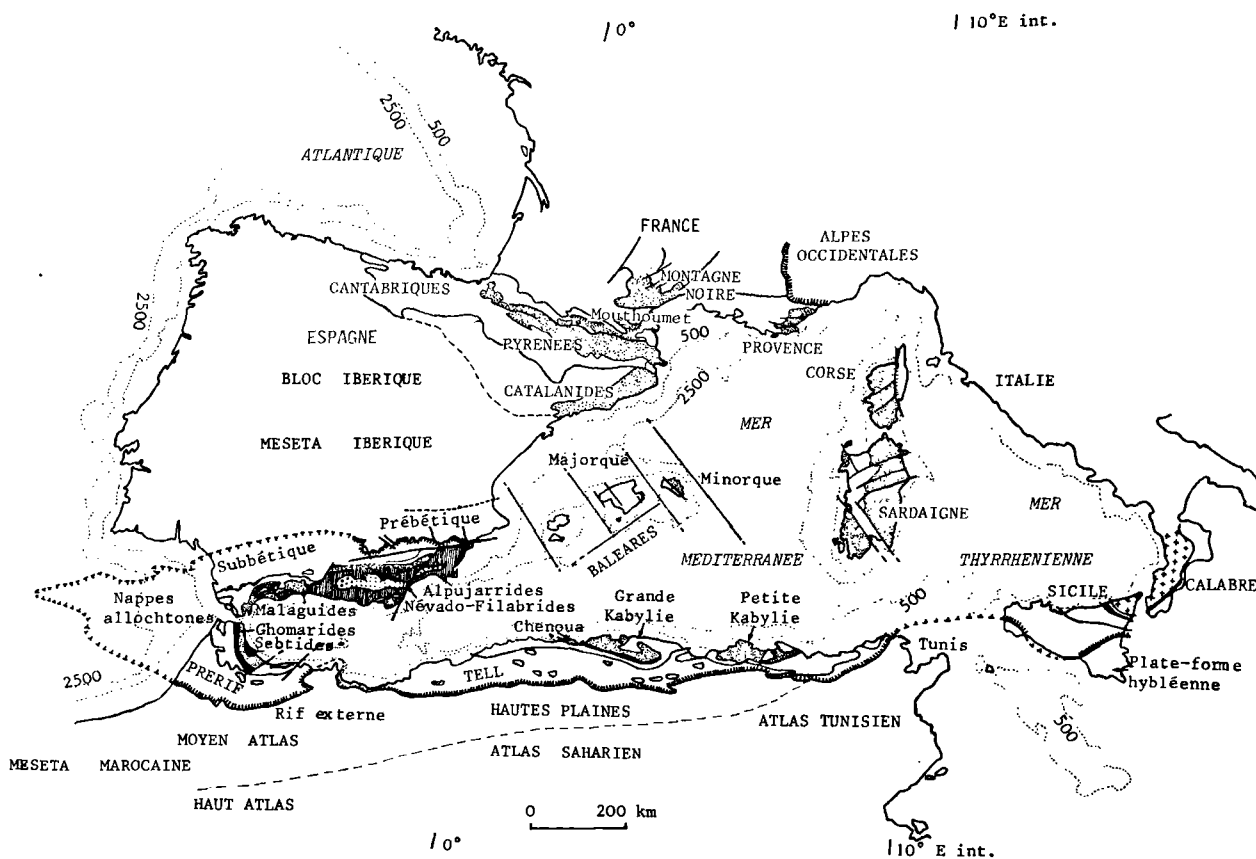 0°
10°E int.
2500
500
ATLANTIQUE
FRANCE
ALPES
OCCIDENTALES
MONTAGNE
NOIRE
CANTABRIQUES
Mouthoumet
2500
500
ESPAGNE
PYRENEES
PROVENCE
CORSE
BLOC IBERIQUE
CATALANIDES
2500
ITALIE
MER
MESETA IBERIQUE
Majorque
Minorque
MER
SARDAIGNE
Prébétique
BALEARES
MEDITERRANEE
THYRRHENIENNE
Subbétique
Nappes
allochtones
Alpujarrides
Névado-Filabrides
Malaguides
Ghomarides
Sebtides
Chenoua
Grande
Kabylie
Petite
Kabylie
500
SICILE
CALABRE
Tunis
Plate-forme
hybléenne
2500
PRERIF
TELL
Rif externe
HAUTES PLAINES
ATLAS TUNISIEN
500
MOYEN ATLAS
ATLAS SAHARIEN
MESETA MAROCAINE
HAUT ATLAS
0 200 km
0°
10° E int.